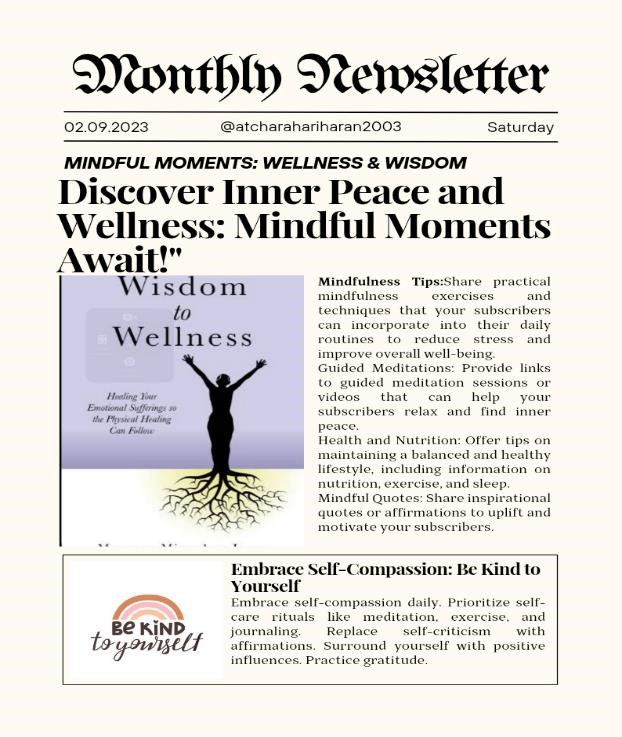 Monthly Newsletter
02.09.2023 @atcharahariharan2003 Saturday
MINDFUL MOMENTS: WELLNESS & WISDOM
Discover Inner Peace and
Wellness: Mindful Moments
Await!"
Wisdom
to
Wellness
Healing Your
Emotional Sufferings so
the Physical Healing
Can Follow
Mindfulness Tips:Share practical
mindfulness exercises and
techniques that your subscribers
can incorporate into their daily
routines to reduce stress and
improve overall well-being.
Guided Meditations: Provide links
to guided meditation sessions or
videos that can help your
subscribers relax and find inner
peace.
Health and Nutrition: Offer tips on
maintaining a balanced and healthy
lifestyle, including information on
nutrition, exercise, and sleep.
Mindful Quotes: Share inspirational
quotes or affirmations to uplift and
motivate your subscribers.
BE KIND
to yourself
Embrace Self-Compassion: Be Kind to
Yourself
Embrace self-compassion daily. Prioritize self-
care rituals like meditation, exercise, and
journaling. Replace self-criticism with
affirmations. Surround yourself with positive
influences. Practice gratitude.